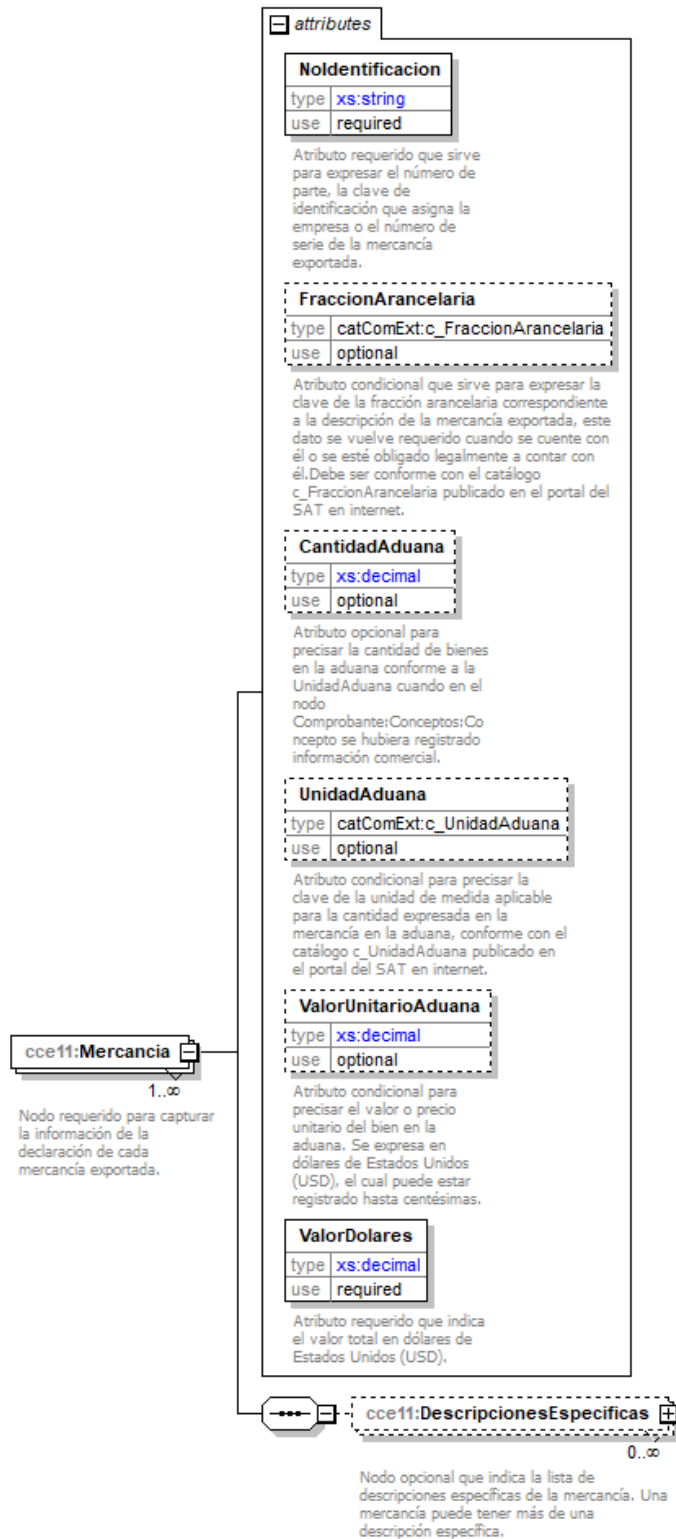 attributes
NoIdentificacion
type xs:string
use required
Atributo requerido que sirve
para expresar el número de
parte, la clave de
identificación que asigna la
empresa o el número de
serie de la mercancía
exportada.
FraccionArancelaria
type catComExt:c_FraccionArancelaria
use optional
Atributo condicional que sirve para expresar la
clave de la fracción arancelaria correspondiente
a la descripción de la mercancía exportada, este
dato se vuelve requerido cuando se cuente con
él o se esté obligado legalmente a contar con
él.Debe ser conforme con el catálogo
c_FraccionArancelaria publicado en el portal del
SAT en internet.
CantidadAduana
type xs:decimal
use optional
Atributo opcional para
precisar la cantidad de bienes
en la aduana conforme a la
UnidadAduana cuando en el
nodo
Comprobante:Conceptos:Co
ncepto se hubiera registrado
información comercial.
UnidadAduana
type catComExt:c_UnidadAduana
use optional
Atributo condicional para precisar la
clave de la unidad de medida aplicable
para la cantidad expresada en la
mercancía en la aduana, conforme con el
catálogo c_UnidadAduana publicado en
el portal del SAT en internet.
ValorUnitarioAduana
type xs:decimal
use optional
Atributo condicional para
precisar el valor o precio
unitario del bien en la
aduana. Se expresa en
dólares de Estados Unidos
(USD), el cual puede estar
registrado hasta centésimas.
cce11:Mercancia
1..∞
Nodo requerido para capturar
la información de la
declaración de cada
mercancía exportada.
ValorDolares
type xs:decimal
use required
Atributo requerido que indica
el valor total en dólares de
Estados Unidos (USD).
cce11:DescripcionesEspecificas
0..∞
Nodo opcional que indica la lista de
descripciones específicas de la mercancía. Una
mercancía puede tener más de una
descripción específica.